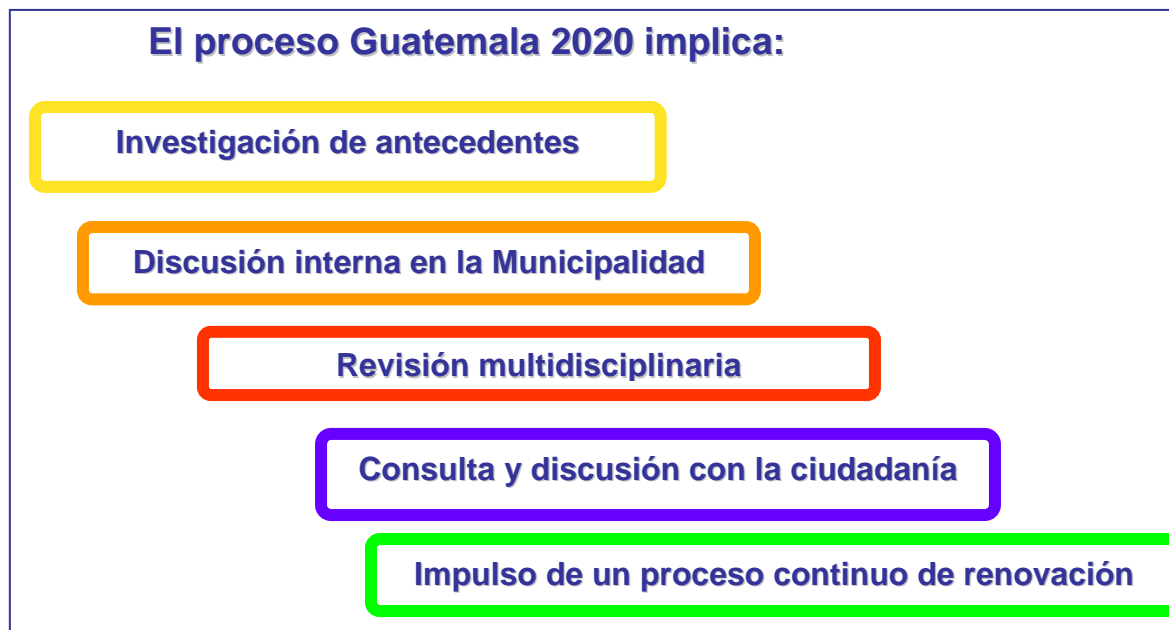 El proceso Guatemala 2020 implica:
Investigación de antecedentes
Discusión interna en la Municipalidad
Revisión multidisciplinaria
Consulta y discusión con la ciudadanía
Impulso de un proceso continuo de renovación